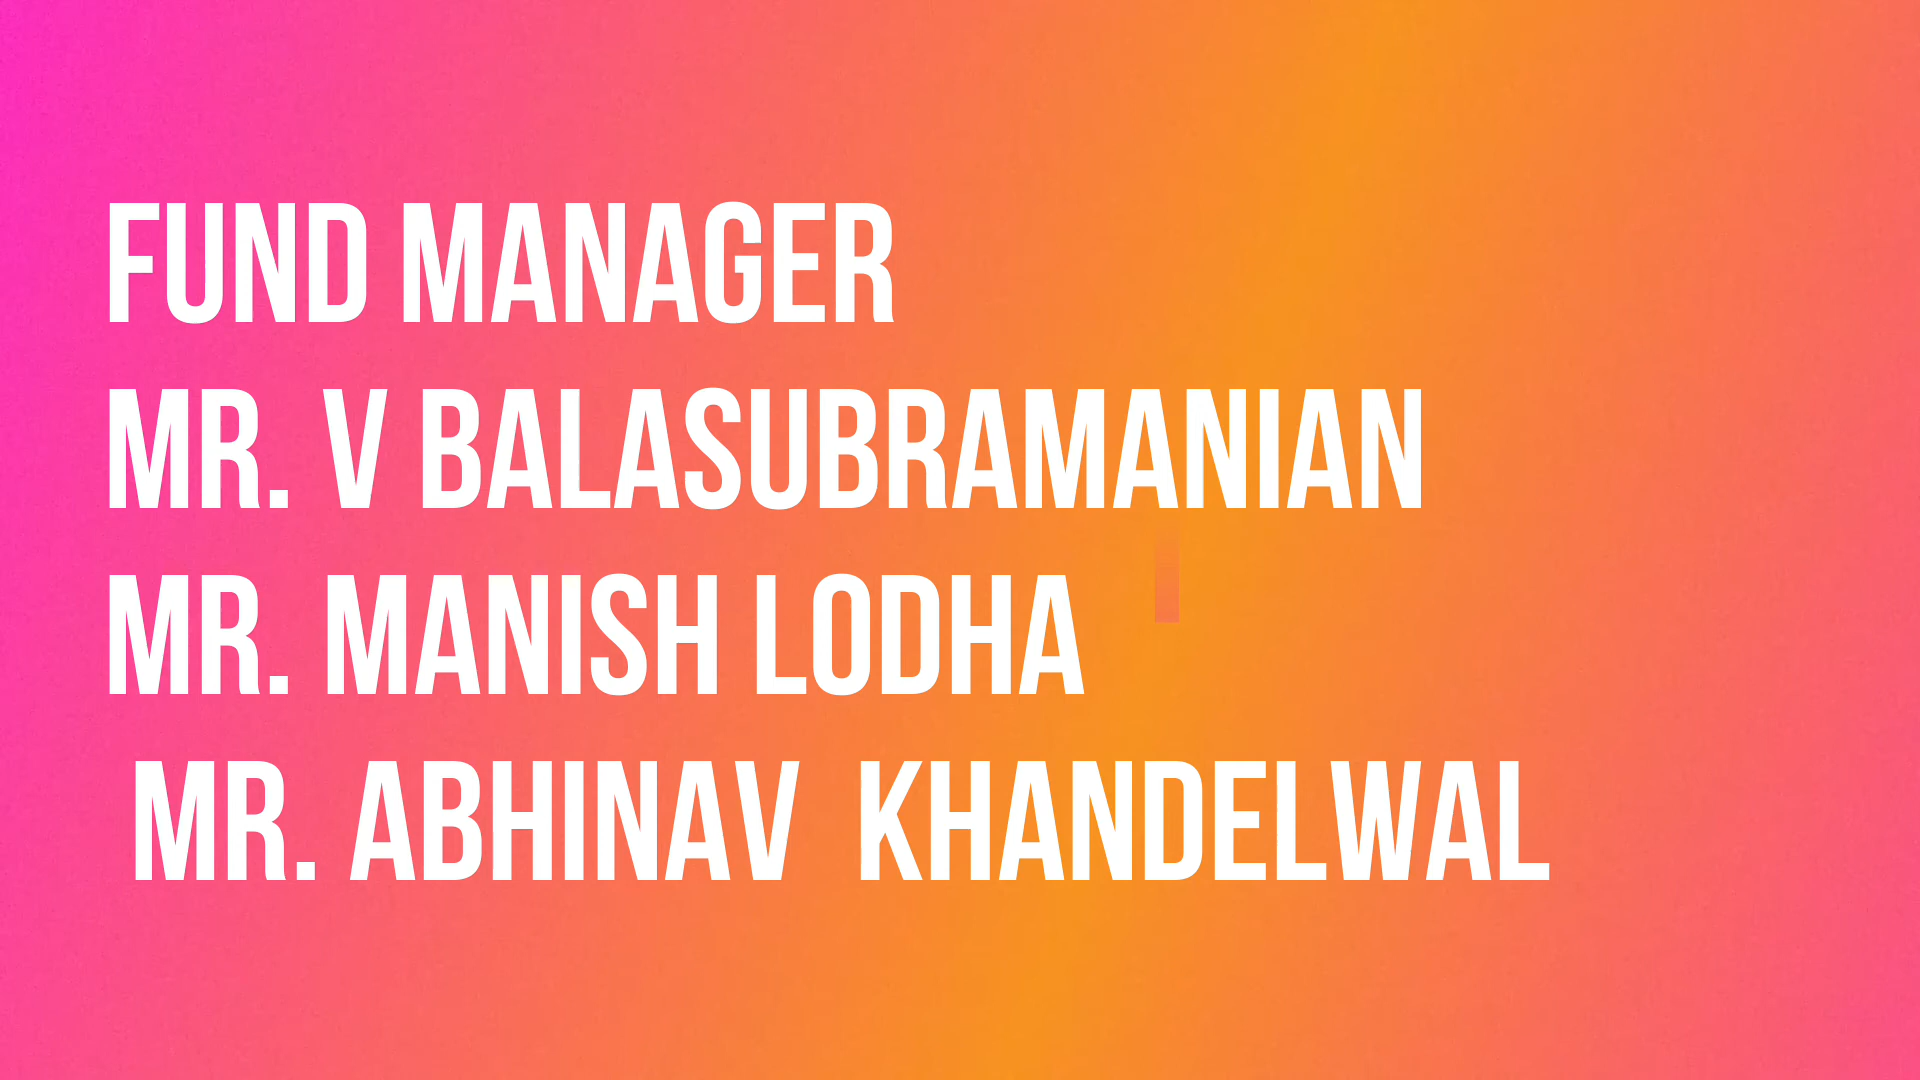 FUND MANAGER
MR. V BALASUBRAMANIAN
MR. MANISH LODHA
MR. ABHINAV KHANDELWAL